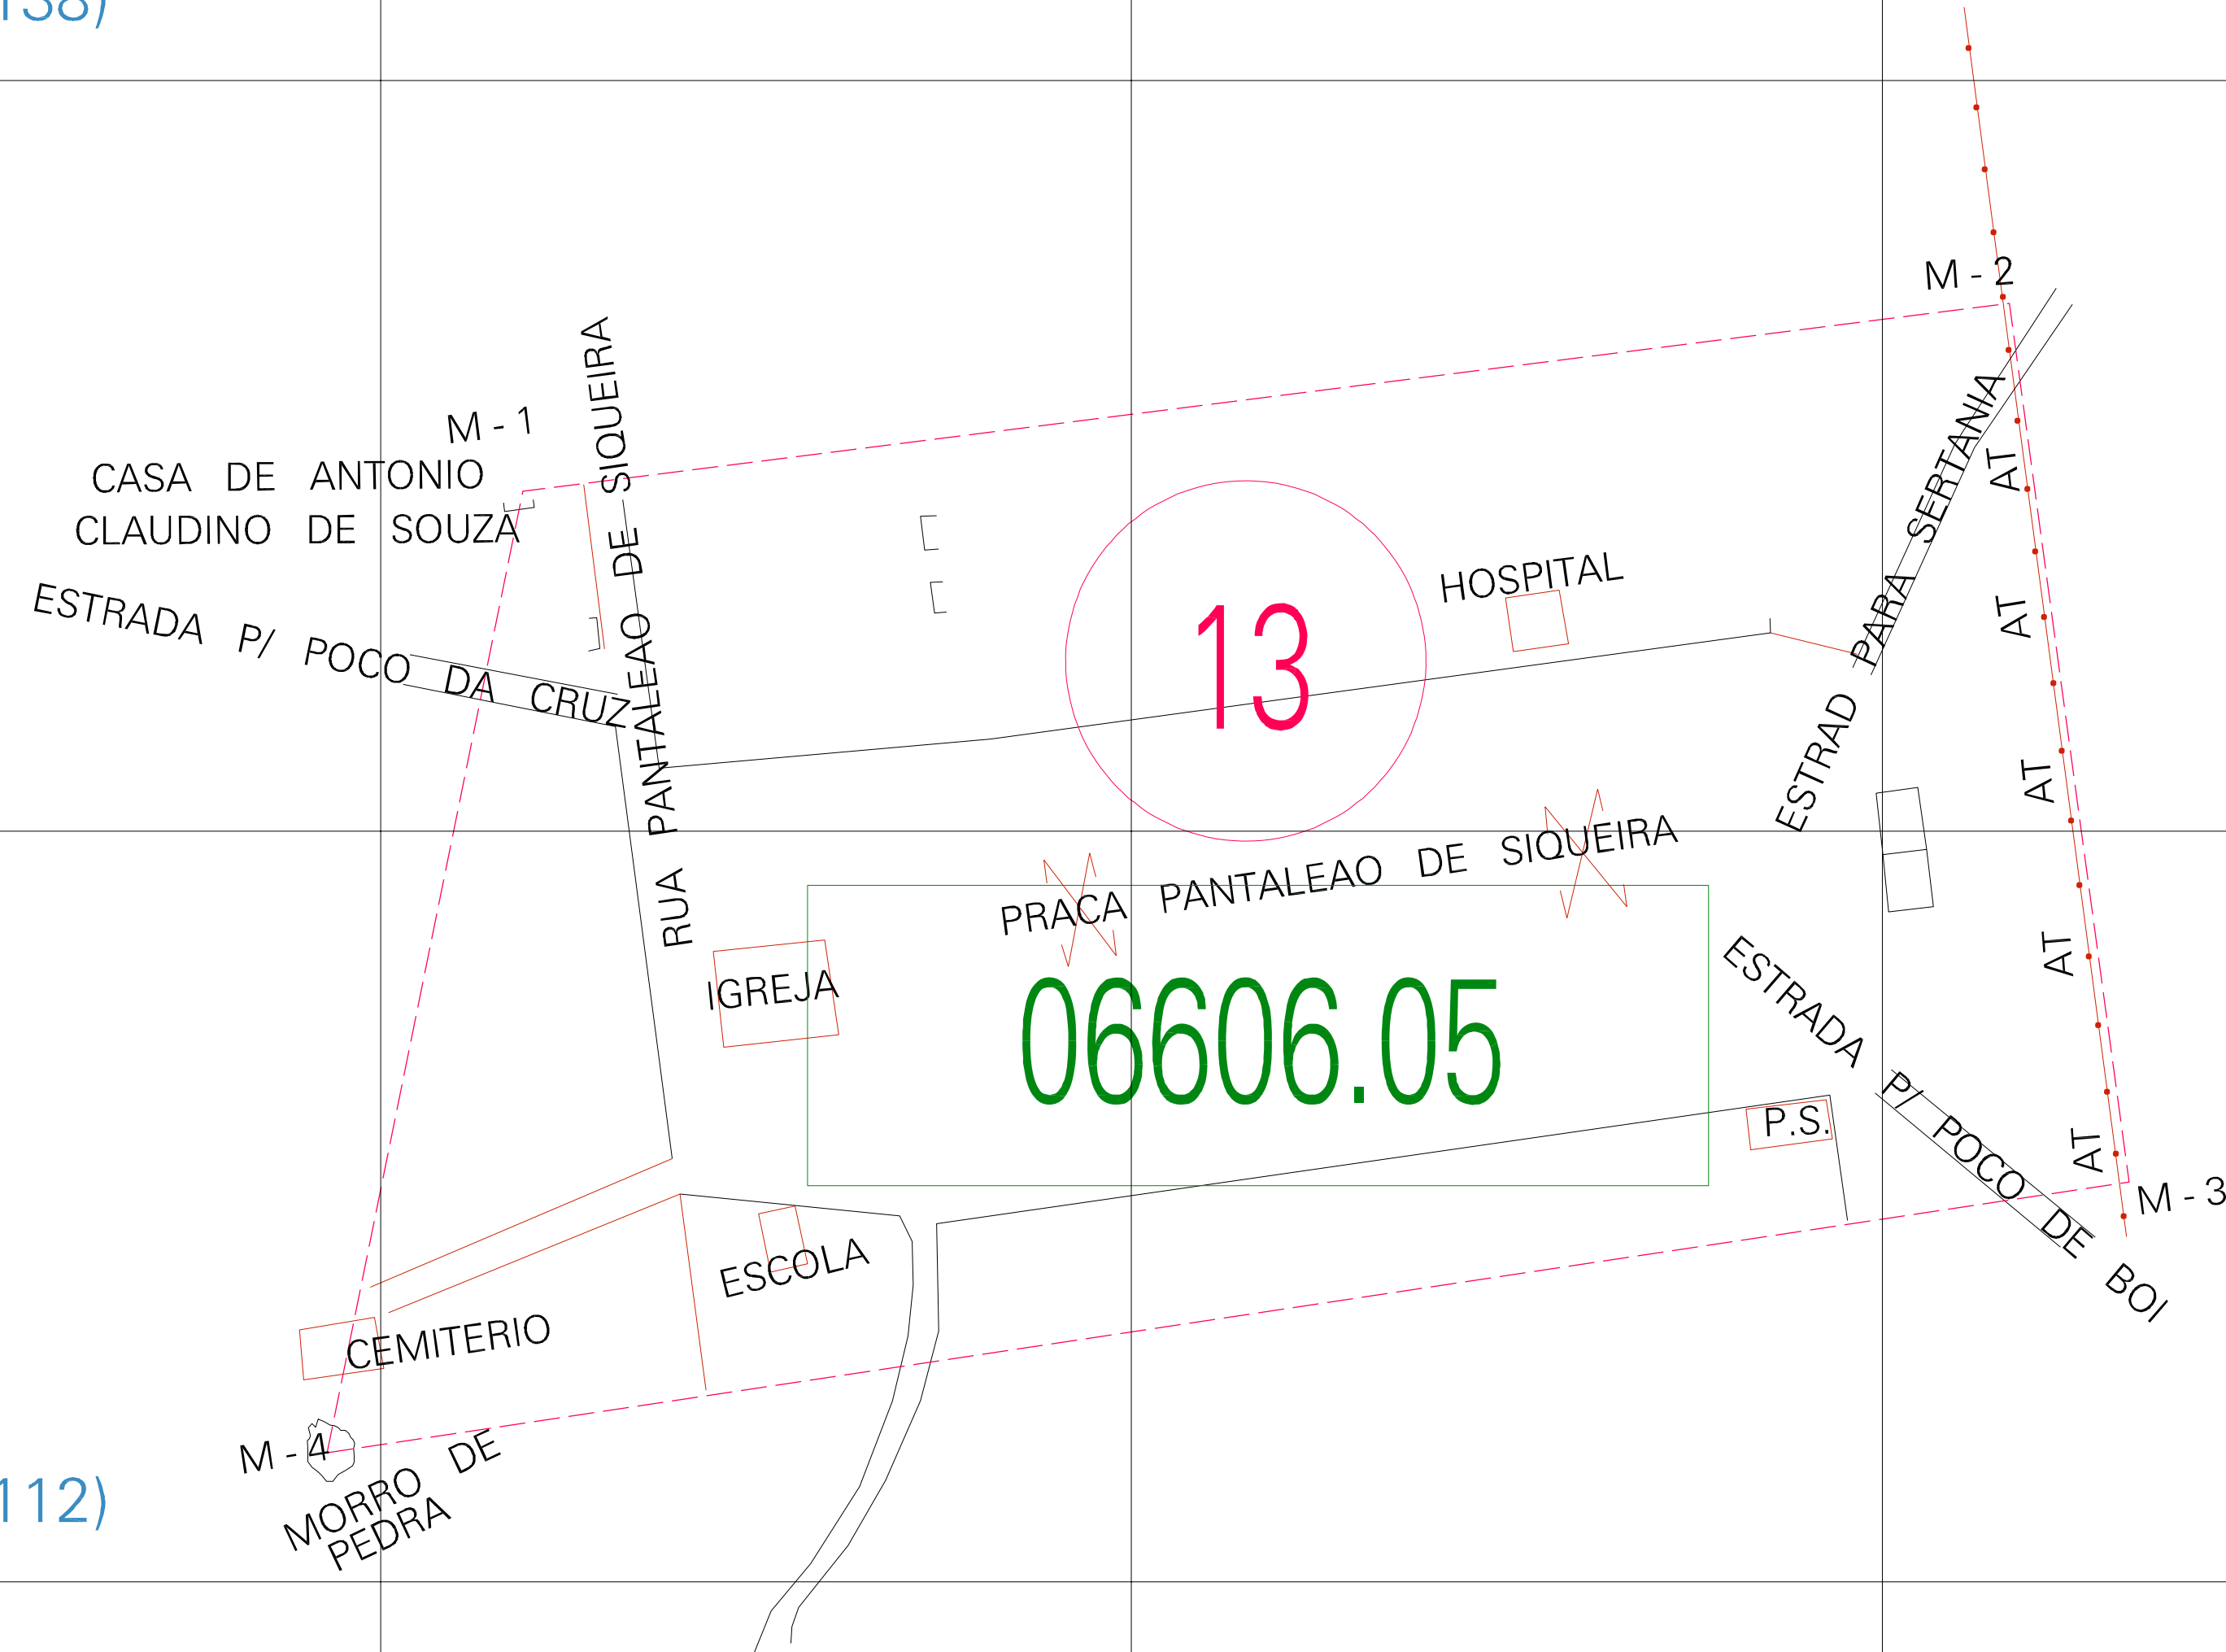 138)
M - 2
M - 1
RUA PANTALEAO DE SIQUEIRA
CASA DE ANTONIO
CLAUDINO DE SOUZA
ESTRADA P/ POCO DA CRUZ
HOSPITAL
13
ESTRAD PARA SERTANIA
AT
AT
AT
AT
AT
PRACA PANTALEAO DE SIQUEIRA
IGREJA
06606.05
ESTRADA P/ POCO DE BOI
P.S.
M - 3
ESCOLA
CEMITERIO
M - 4
MORRO DE
PEDRA
112)